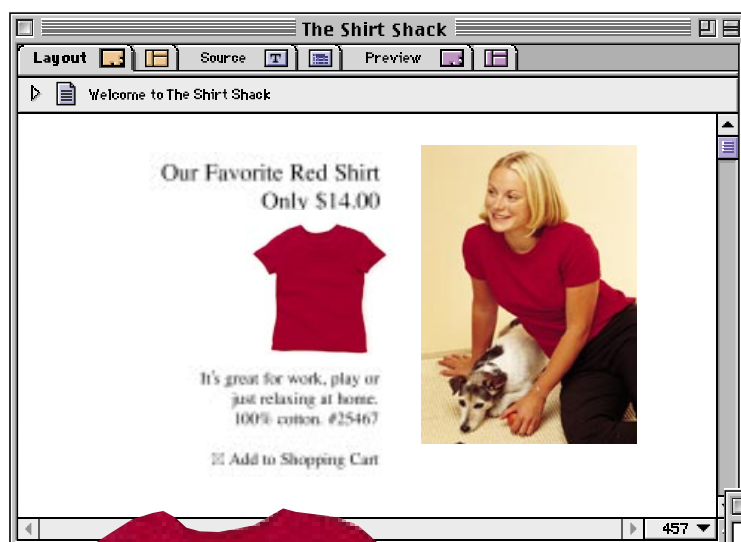 The Shirt Shack
Layout Source T Preview
Welcome to The Shirt Shack
Our Favorite Red Shirt
Only $14.00
It's great for work, play or
just relaxing at home.
100% cotton. #25467
☒ Add to Shopping Cart
457